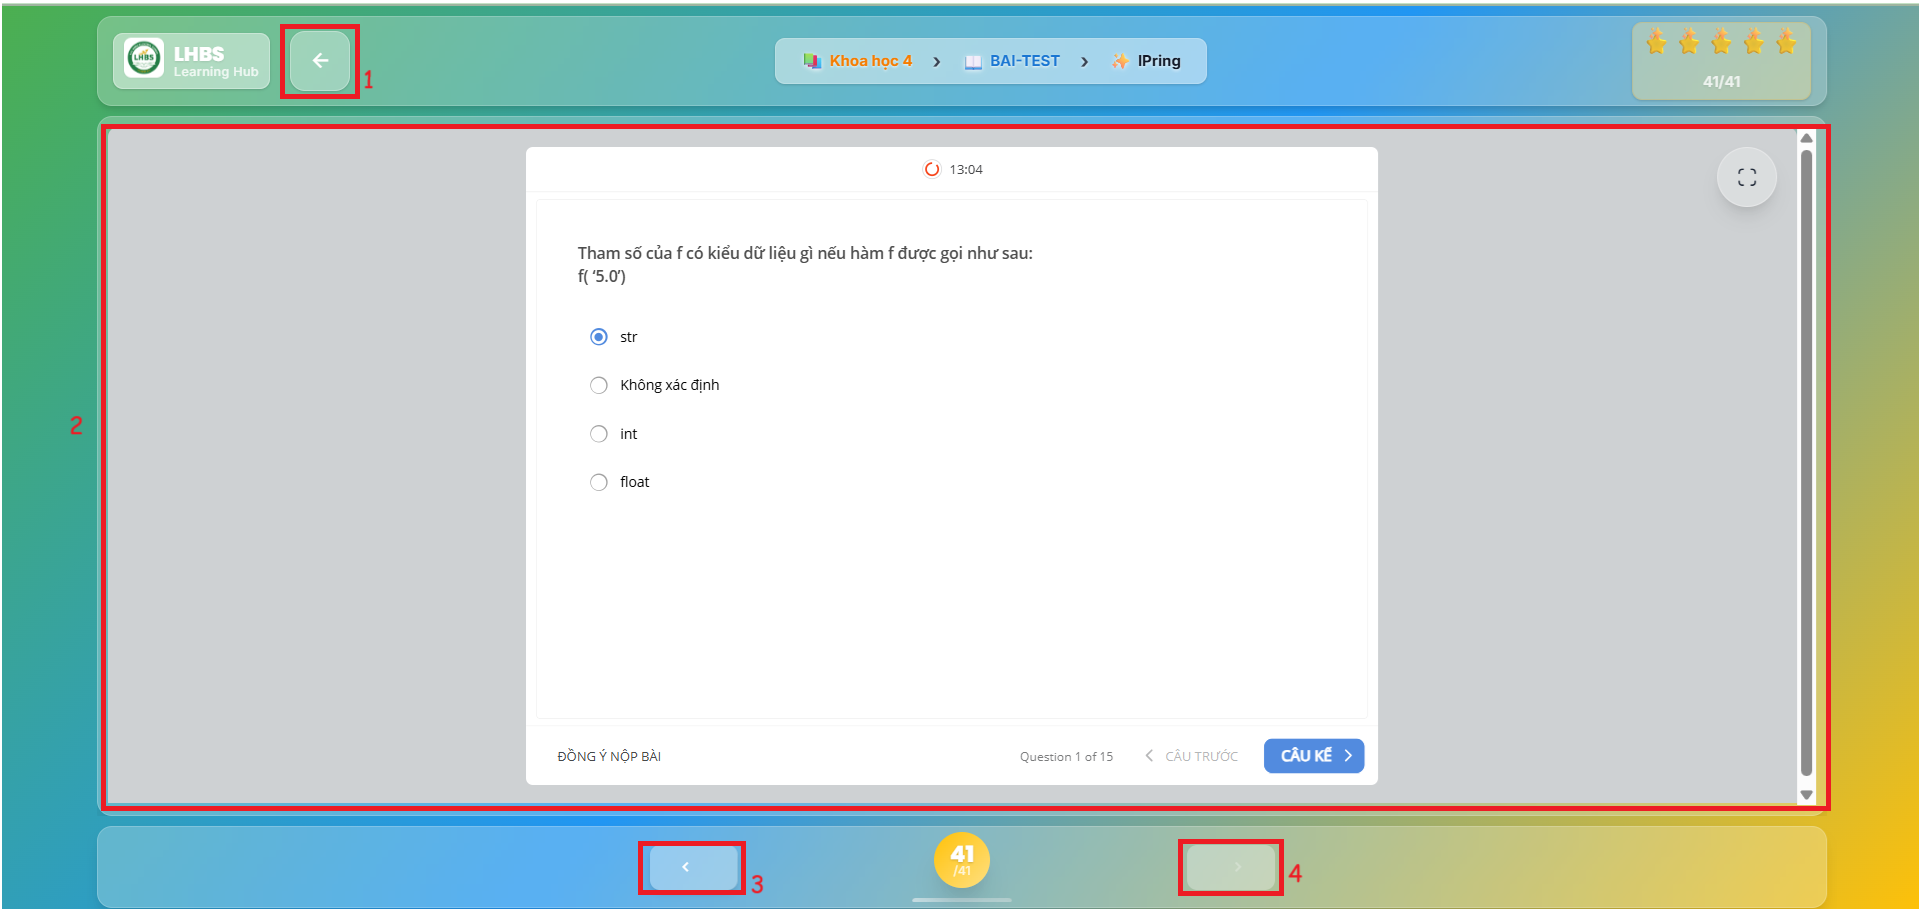 LHBS
Learning Hub
1
Khoa học 4 › BAI-TEST › IPring
41/41
13:04
2
Tham số của f có kiểu dữ liệu gì nếu hàm f được gọi như sau:
f( ‘5.0’)
str
Không xác định
int
float
ĐỒNG Ý NỘP BÀI
Question 1 of 15
CÂU TRƯỚC
CÂU KẾ
3
41
/41
4